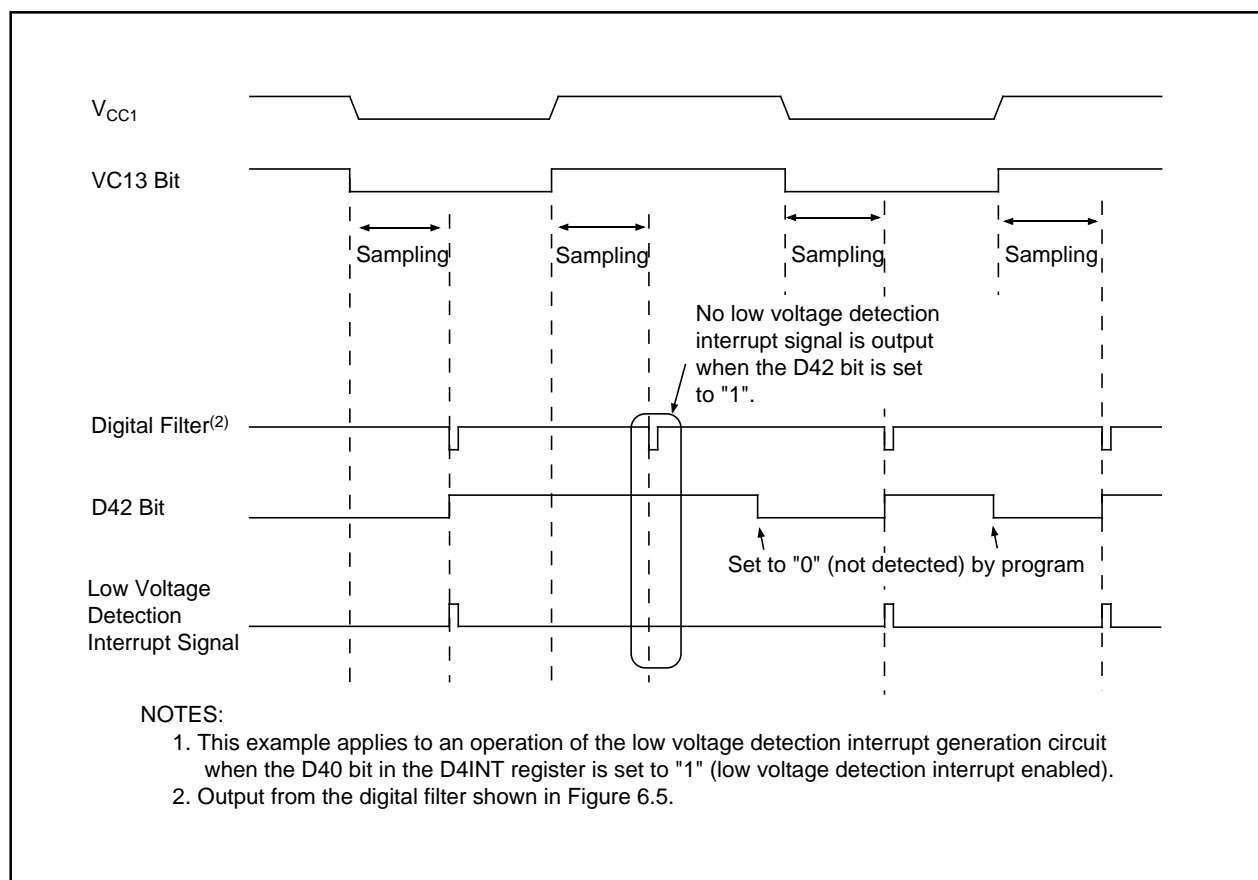 VCC1
VC13 Bit
Sampling
Sampling
Sampling
Sampling
No low voltage detection
interrupt signal is output
when the D42 bit is set
to "1".
Digital Filter(2)
D42 Bit
Set to "0" (not detected) by program
Low Voltage
Detection
Interrupt Signal
NOTES:
1. This example applies to an operation of the low voltage detection interrupt generation circuit
when the D40 bit in the D4INT register is set to "1" (low voltage detection interrupt enabled).
2. Output from the digital filter shown in Figure 6.5.